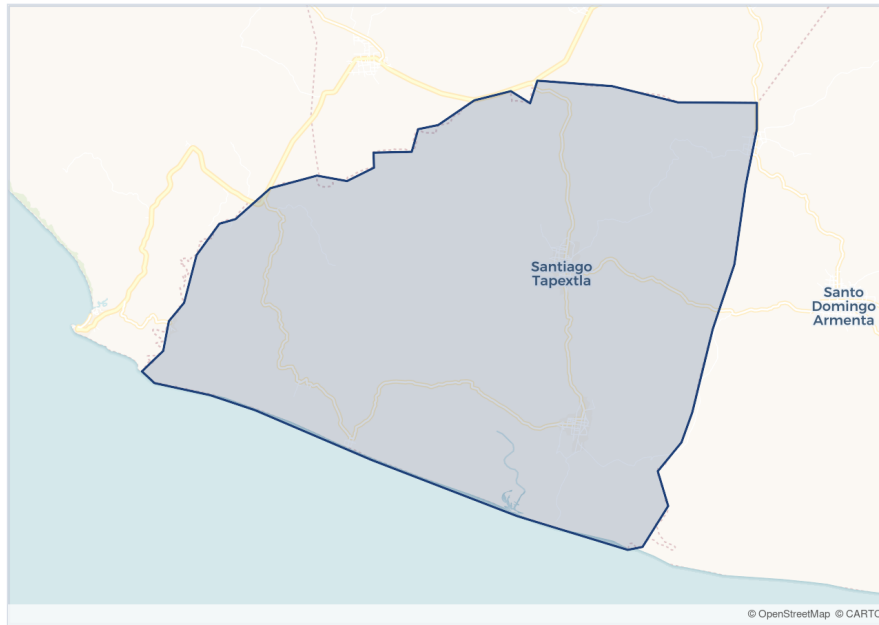 Santiago
Tapextla
Santo
Domingo
Armenta
© OpenStreetMap © CARTO